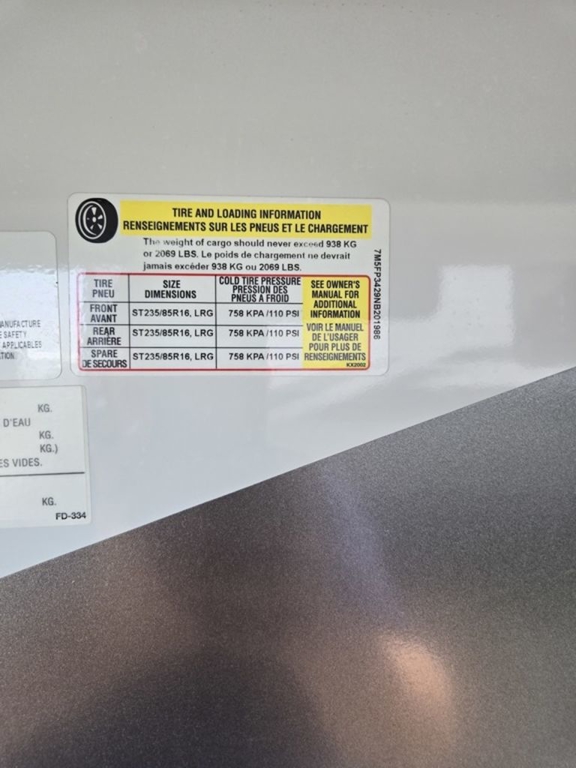 TIRE AND LOADING INFORMATION
RENSEIGNEMENTS SUR LES PNEUS ET LE CHARGEMENT
The weight of cargo should never exceed 938 KG
or 2069 LBS. Le poids de chargement ne devrait
jamais excéder 938 KG ou 2069 LBS.
TIRE
PNEU
SIZE
DIMENSIONS
COLD TIRE PRESSURE
PRESSION DES
PNEUS A FROID
FRONT
AVANT
ST235/85R16, LRG
758 KPA /110 PSI
REAR
ARRIÈRE
ST235/85R16, LRG
758 KPA /110 PSI
SPARE
DE SECOURS
ST235/85R16, LRG
758 KPA /110 PSI
SEE OWNER'S
MANUAL FOR
ADDITIONAL
INFORMATION
VOIR LE MANUEL
DE L'USAGER
POUR PLUS DE
RENSEIGNEMENTS
KX2002
7M5FP3429NB201986
ANUFACTURE
SAFETY
APPLICABLES
TION
KG.
D'EAU
KG.
KG.)
ES VIDES.
KG.
FD-334